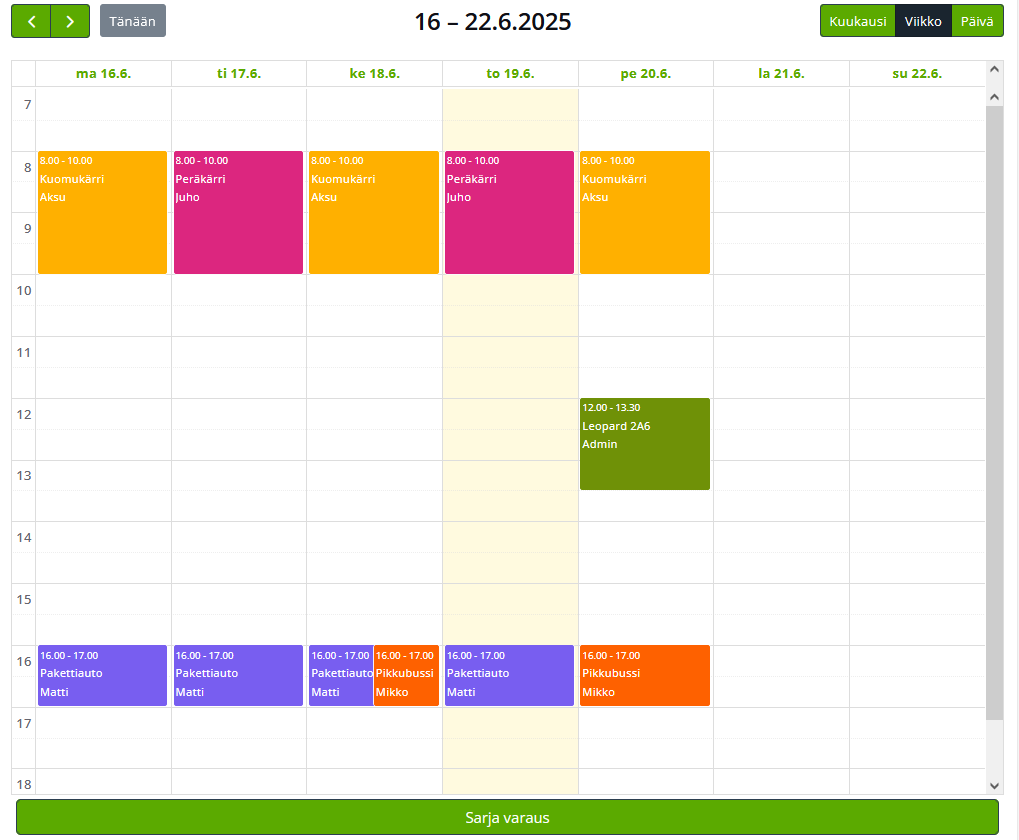 Tänään
16 – 22.6.2025
Kuukausi Viikko Päivä
ma 16.6. ti 17.6. ke 18.6. to 19.6. pe 20.6. la 21.6. su 22.6.
7
8
8.00 - 10.00
Kuomukärri
Aksu
8.00 - 10.00
Peräkärri
Juho
8.00 - 10.00
Kuomukärri
Aksu
8.00 - 10.00
Peräkärri
Juho
8.00 - 10.00
Kuomukärri
Aksu
9
10
11
12
12.00 - 13.30
Leopard 2A6
Admin
13
14
15
16
16.00 - 17.00
Pakettiauto
Matti
16.00 - 17.00
Pakettiauto
Matti
16.00 - 17.00
Pakettiauto
Matti
16.00 - 17.00
Pikkubussi
Mikko
16.00 - 17.00
Pakettiauto
Matti
16.00 - 17.00
Pikkubussi
Mikko
17
18
Sarja varaus